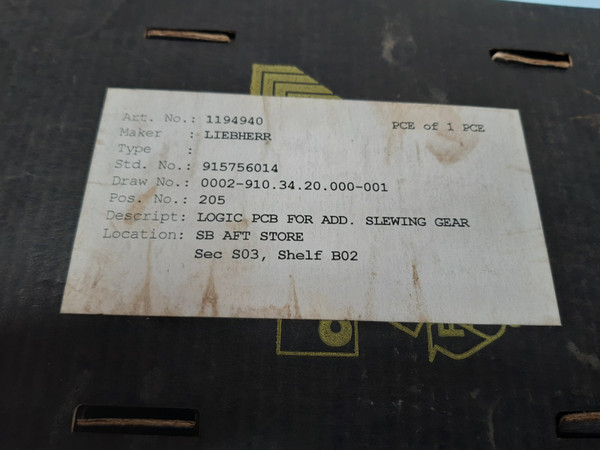 Art. No.: 1194940
PCE of 1 PCE
Maker : LIEBHERR
Type :
Std. No.: 915756014
Draw No.: 0002-910.34.20.000-001
Pos. No.: 205
Descript: LOGIC PCB FOR ADD. SLEWING GEAR
Location: SB AFT STORE
Sec S03, Shelf B02